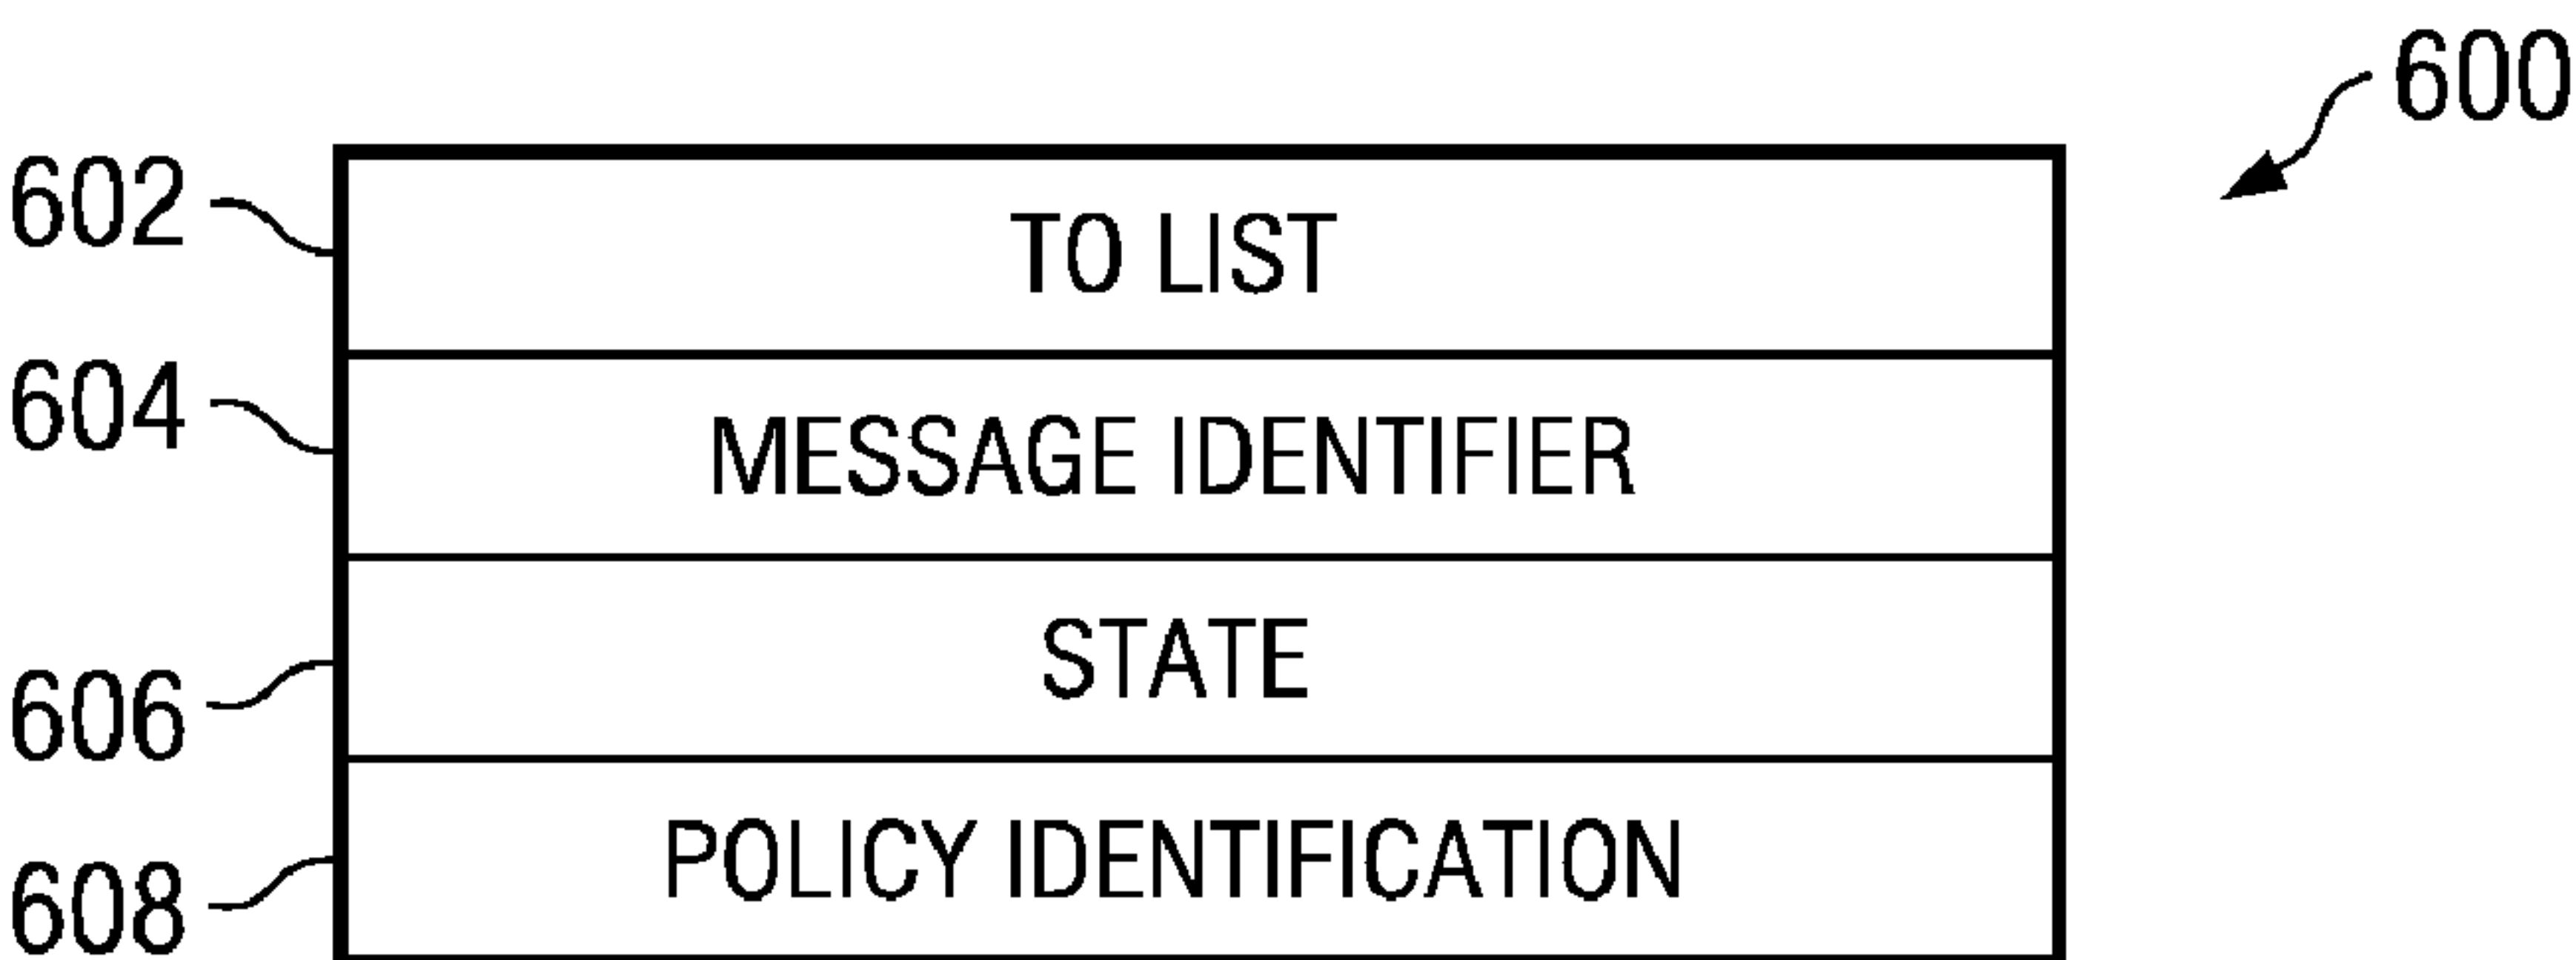 600
602 TO LIST
604 MESSAGE IDENTIFIER
606 STATE
608 POLICY IDENTIFICATION